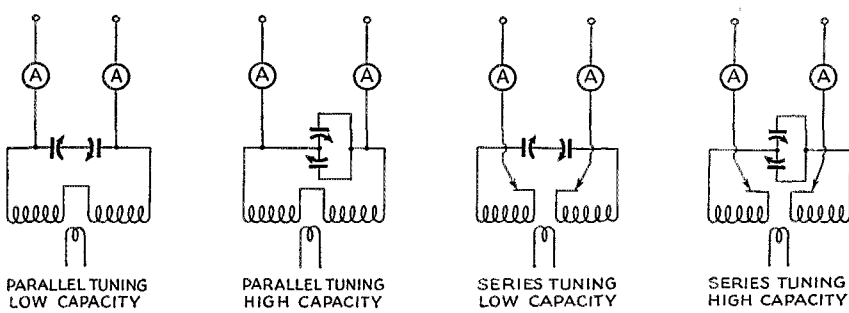 A A A A A A A A
PARALLEL TUNING
LOW CAPACITY
PARALLEL TUNING
HIGH CAPACITY
SERIES TUNING
LOW CAPACITY
SERIES TUNING
HIGH CAPACITY